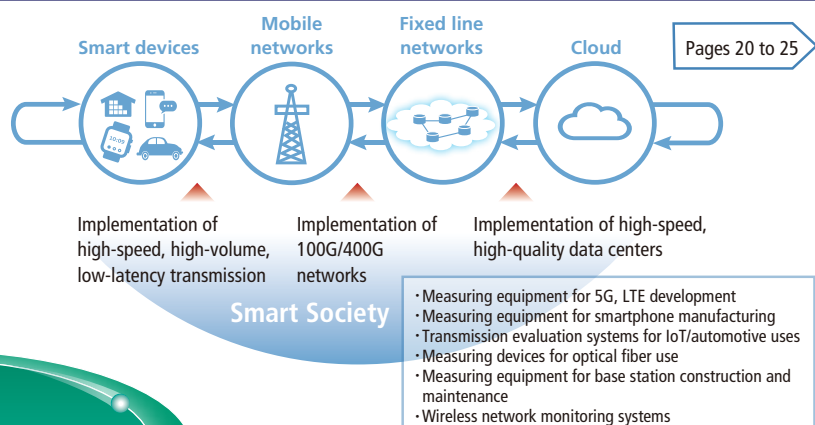 Smart devices
Mobile
networks
Fixed line
networks
Cloud
Pages 20 to 25
10:09
Implementation of
high-speed, high-volume,
low-latency transmission
Implementation of
100G/400G
networks
Implementation of high-speed,
high-quality data centers
Smart Society
・Measuring equipment for 5G, LTE development
・Measuring equipment for smartphone manufacturing
・Transmission evaluation systems for IoT/automotive uses
・Measuring devices for optical fiber use
・Measuring equipment for base station construction and
maintenance
・Wireless network monitoring systems